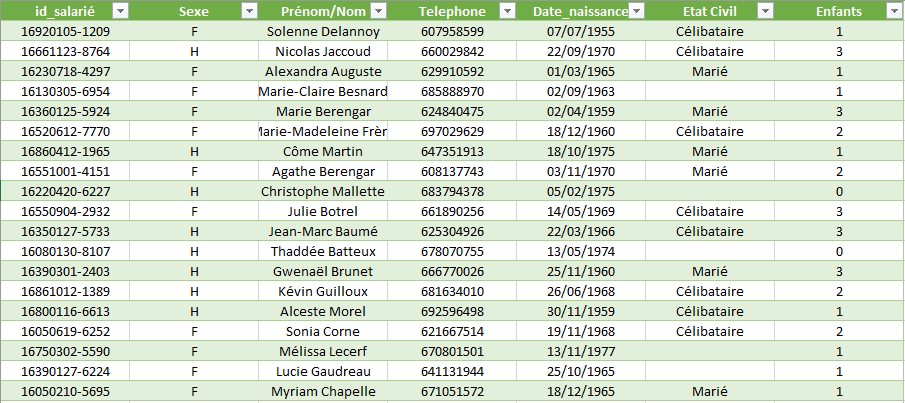 id_salarié Sexe Prénom/Nom Telephone Date_naissance Etat Civil Enfants
16920105-1209 F Solenne Delannoy 607958599 07/07/1955 Célibataire 1
16661123-8764 H Nicolas Jaccoud 660029842 22/09/1970 Célibataire 3
16230718-4297 F Alexandra Auguste 629910592 01/03/1965 Marié 1
16130305-6954 F Marie-Claire Besnard 685888970 02/09/1963 1
16360125-5924 F Marie Berengar 624840475 02/04/1959 Marié 3
16520612-7770 F Marie-Madeleine Frèr 697029629 18/12/1960 Célibataire 2
16860412-1965 H Côme Martin 647351913 18/10/1975 Marié 1
16551001-4151 F Agathe Berengar 608137743 03/11/1970 Marié 2
16220420-6227 H Christophe Mallette 683794378 05/02/1975 0
16550904-2932 F Julie Botrel 661890256 14/05/1969 Célibataire 3
16350127-5733 H Jean-Marc Baumé 625304926 22/03/1966 Célibataire 3
16080130-8107 H Thaddée Batteux 678070755 13/05/1974 0
16390301-2403 H Gwenaël Brunet 666770026 25/11/1960 Marié 3
16861012-1389 H Kévin Guilloux 681634010 26/06/1968 Célibataire 2
16800116-6613 H Alceste Morel 692596498 30/11/1959 Célibataire 1
16050619-6252 F Sonia Corne 621667514 19/11/1968 Célibataire 2
16750302-5590 F Mélissa Lecerf 670801501 13/11/1977 1
16390127-6224 F Lucie Gaudreau 641131944 25/10/1965 1
16050210-5695 F Myriam Chapelle 671051572 18/12/1965 Marié 1